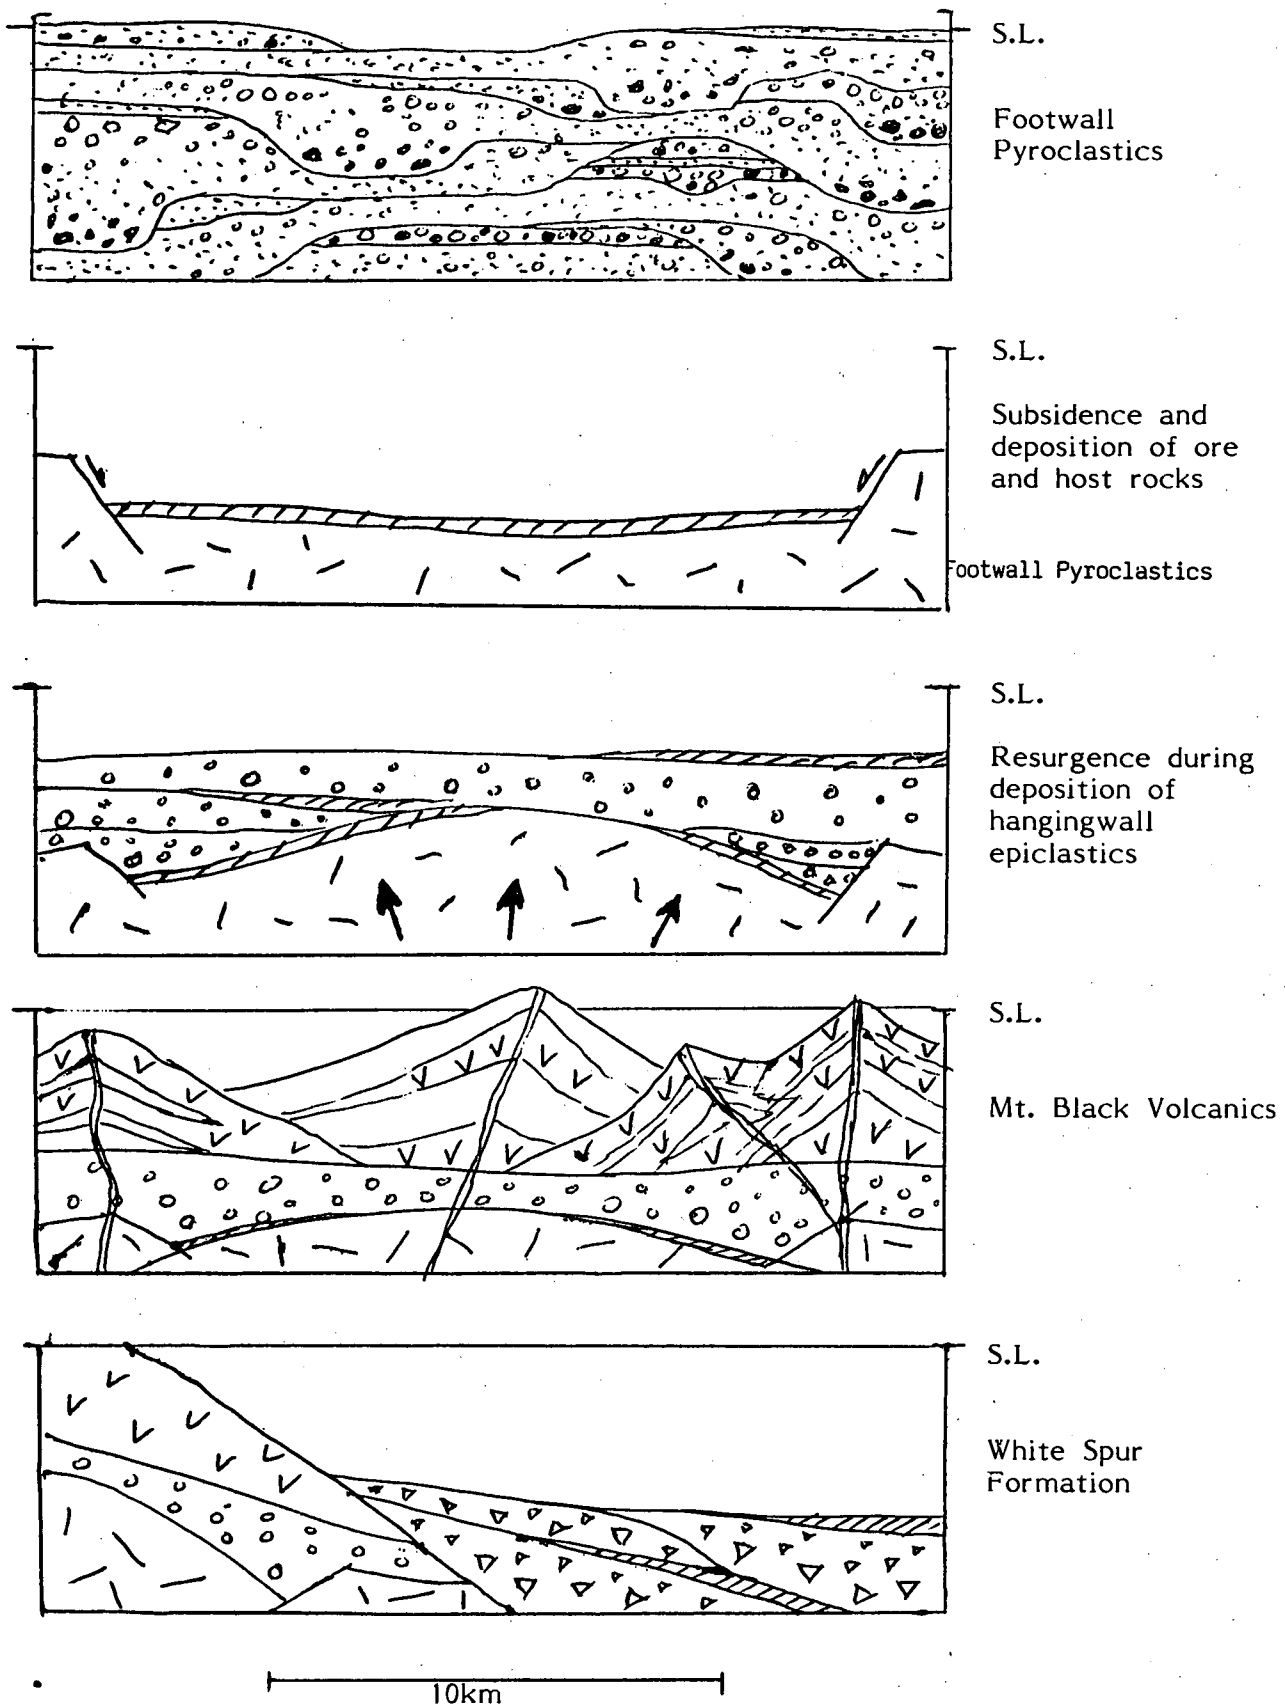 S.L.
Footwall
Pyroclastics
S.L.
Subsidence and
deposition of ore
and host rocks
Footwall Pyroclastics
S.L.
Resurgence during
deposition of
hangingwall
epiclastics
S.L.
Mt. Black Volcanics
S.L.
White Spur
Formation
10km